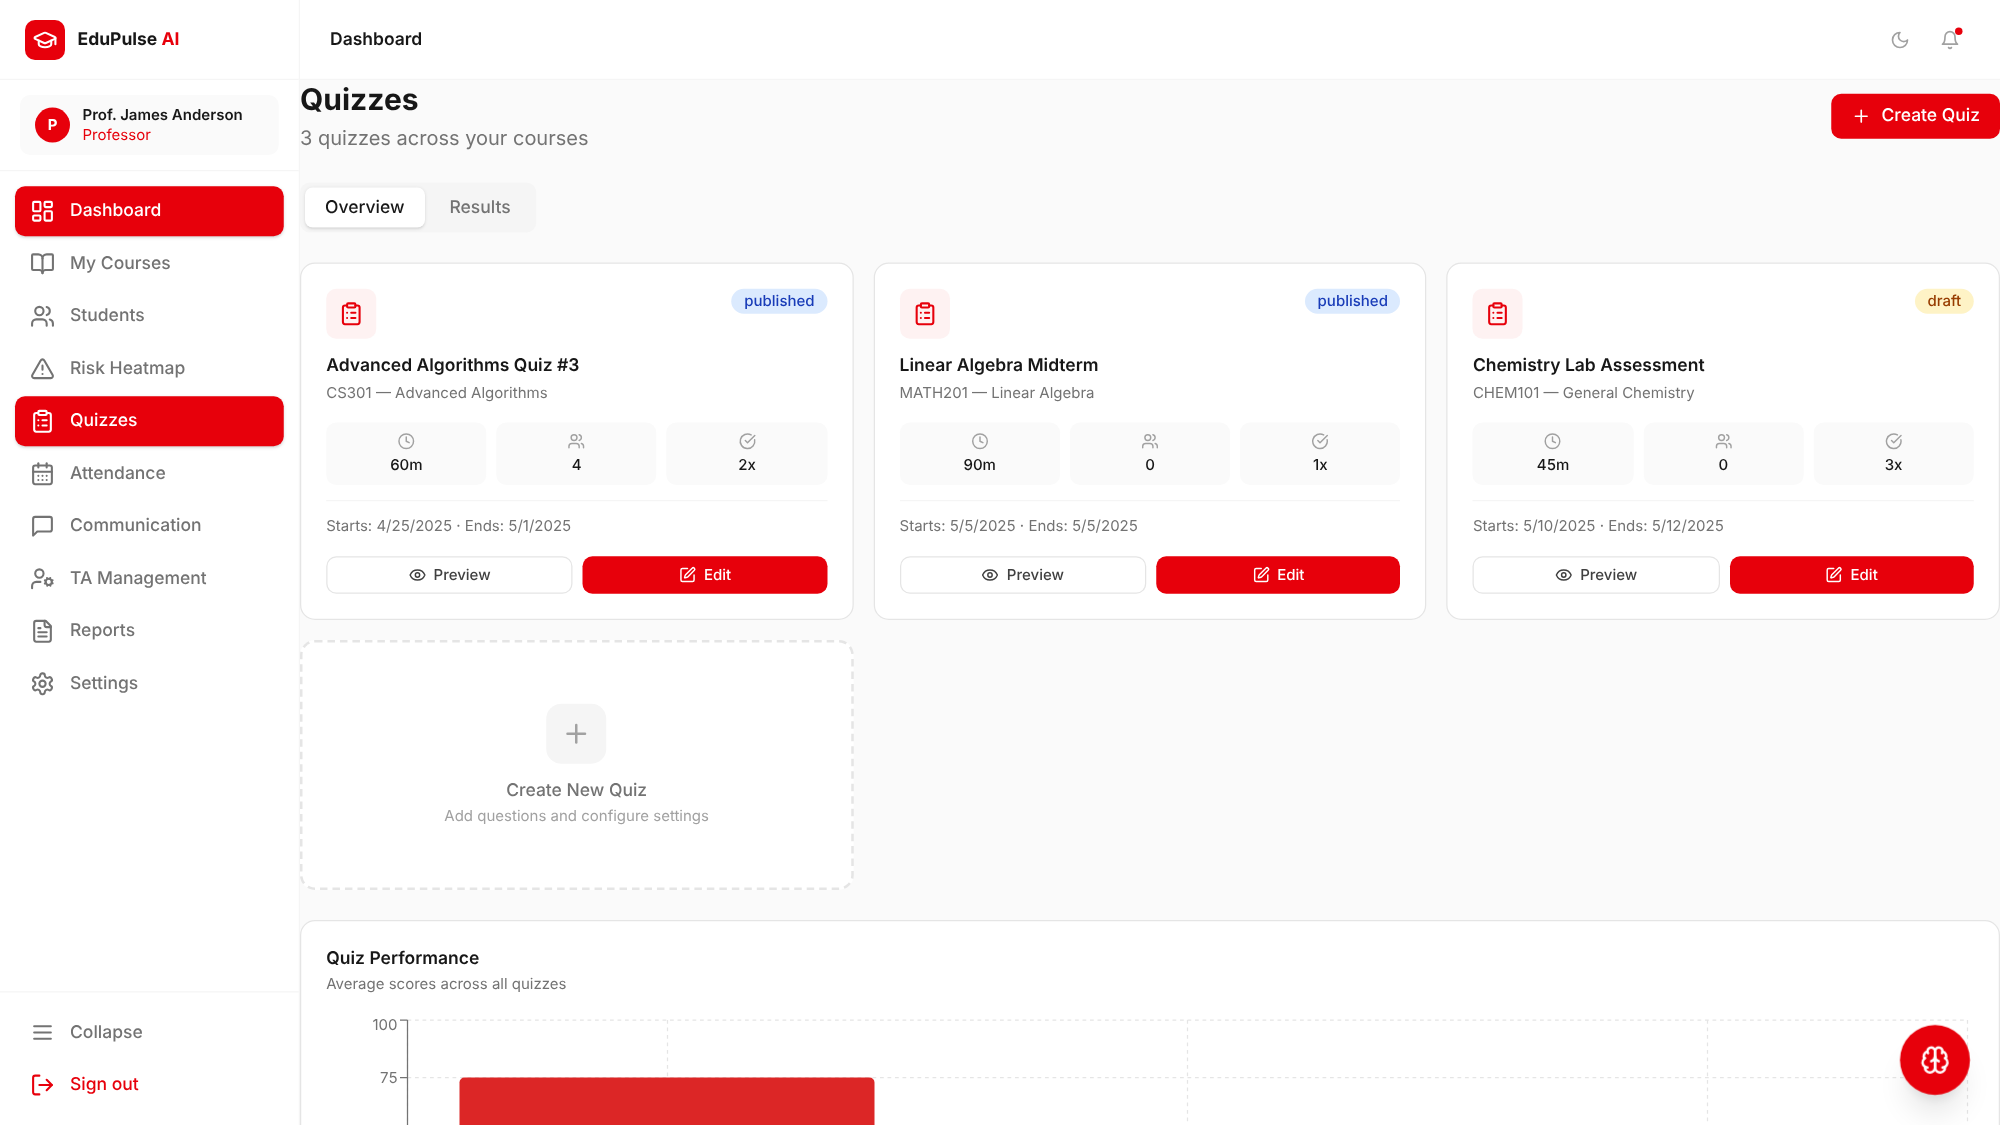 EduPulse AI
Dashboard
P
Prof. James Anderson
Professor
Dashboard
My Courses
Students
Risk Heatmap
Quizzes
Attendance
Communication
TA Management
Reports
Settings
Collapse
Sign out
Quizzes
3 quizzes across your courses
Create Quiz
Overview
Results
published
Advanced Algorithms Quiz #3
CS301 — Advanced Algorithms
60m
4
2x
Starts: 4/25/2025 · Ends: 5/1/2025
Preview
Edit
published
Linear Algebra Midterm
MATH201 — Linear Algebra
90m
0
1x
Starts: 5/5/2025 · Ends: 5/5/2025
Preview
Edit
draft
Chemistry Lab Assessment
CHEM101 — General Chemistry
45m
0
3x
Starts: 5/10/2025 · Ends: 5/12/2025
Preview
Edit
Create New Quiz
Add questions and configure settings
Quiz Performance
Average scores across all quizzes
100
75